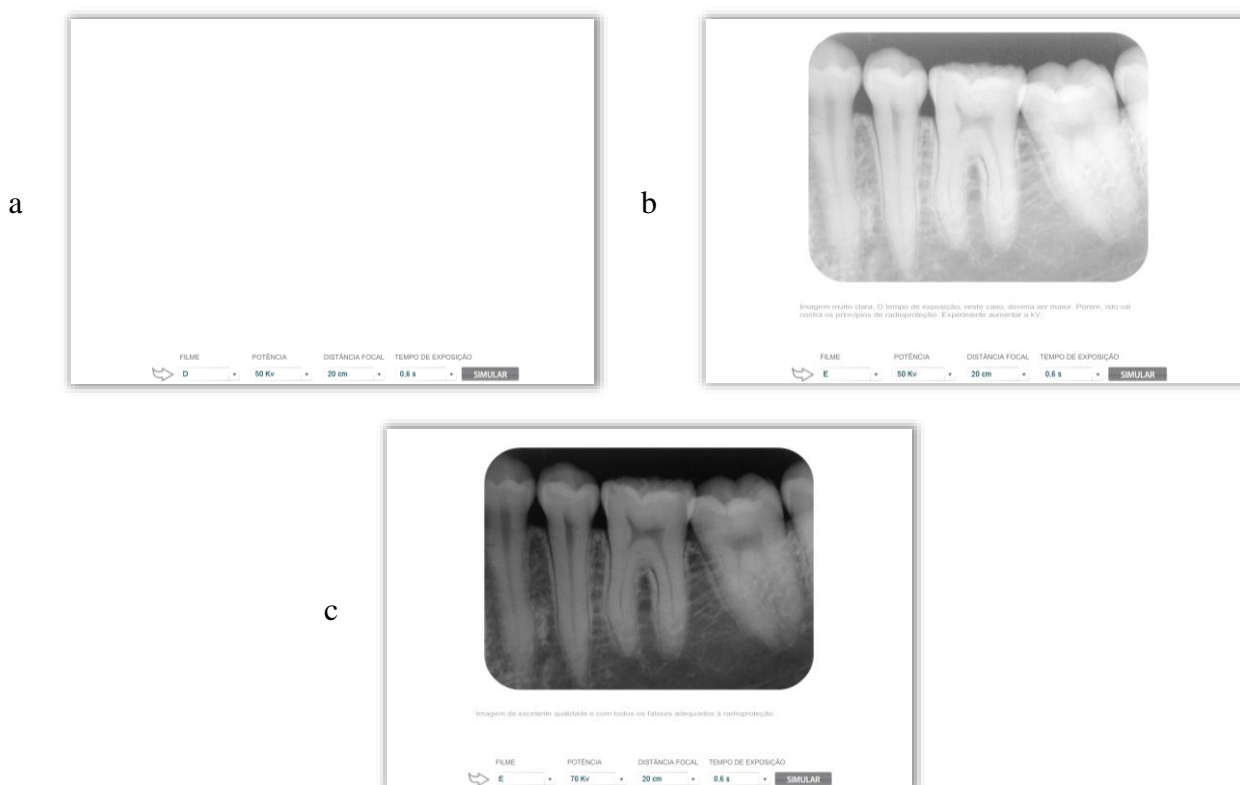 a
FILME POTÊNCIA DISTÂNCIA FOCAL TEMPO DE EXPOSIÇÃO
D 50 Kv 20 cm 0.6 s SIMULAR
b
Imagem muito clara. O tempo de exposição, neste caso, deveria ser maior. Porém, isto vai
contra os princípios de radioproteção. Experimente aumentar a kV.
FILME POTÊNCIA DISTÂNCIA FOCAL TEMPO DE EXPOSIÇÃO
E 50 Kv 20 cm 0,6 s SIMULAR
c
Imagem de excelente qualidade e com todos os fatores adequados à radioproteção.
FILME POTÊNCIA DISTÂNCIA FOCAL TEMPO DE EXPOSIÇÃO
E 70 Kv 20 cm 0.6 s SIMULAR